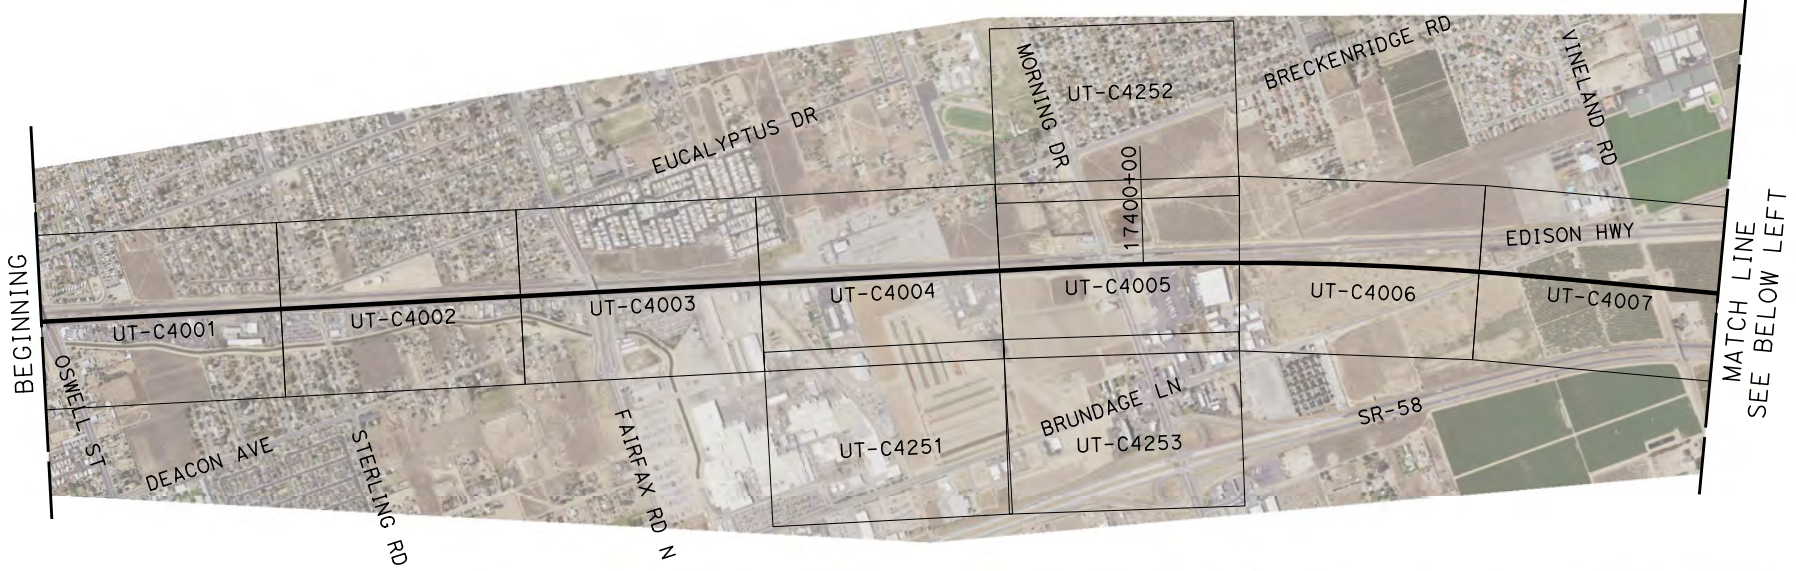 BEGINNING
OSWELL ST
DEACON AVE
STERLING RD
FAIRFAX RD N
EUCALYPTUS DR
MORNING DR
BRECKENRIDGE RD
VINELAND RD
17400+00
EDISON HWY
BRUNDAGE LN
SR-58
UT-C4001
UT-C4002
UT-C4003
UT-C4004
UT-C4005
UT-C4006
UT-C4007
UT-C4252
UT-C4251
UT-C4253
MATCH LINE
SEE BELOW LEFT